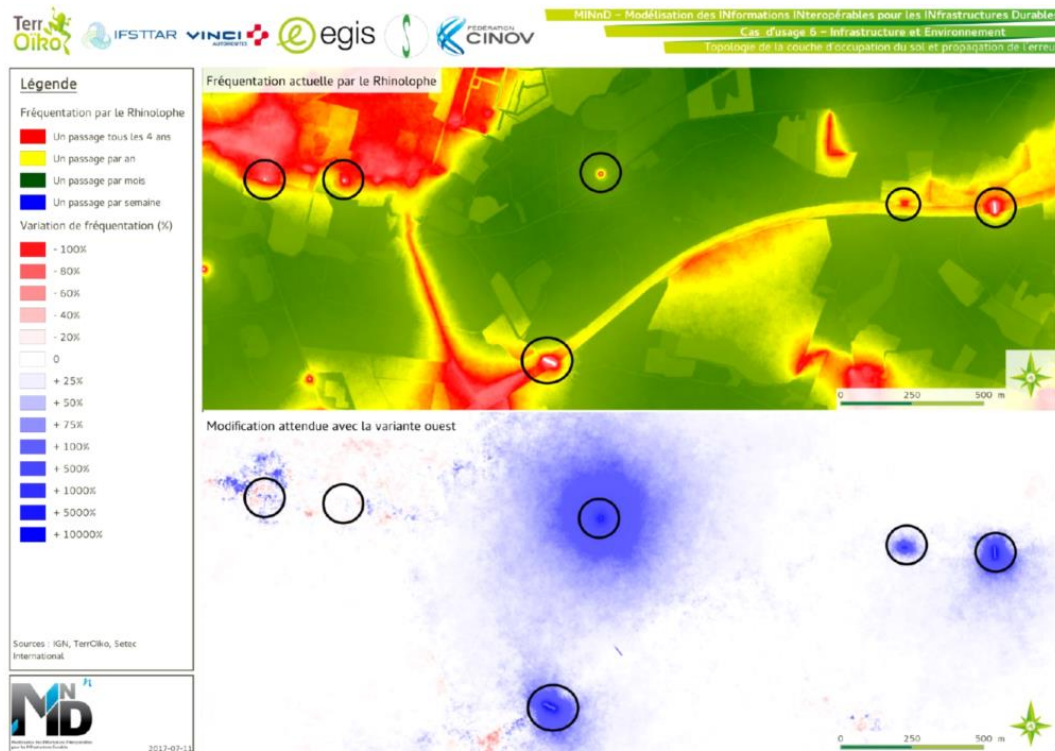 Terr
Oïko
IFSTTAR
VINCI
AUTOROUTES
egis
FÉDÉRATION
CINOV
MINnD – Modélisation des INformations INteropérables pour les INfrastructures Durable
Cas d'usage 6 – Infrastructure et Environnement
Topologie de la couche d'occupation du sol et propagation de l'erreu
Légende
Fréquentation par le Rhinolophe
Un passage tous les 4 ans
Un passage par an
Un passage par mois
Un passage par semaine
Variation de fréquentation (%)
- 100%
- 80%
- 60%
- 40%
- 20%
0
+ 25%
+ 50%
+ 75%
+ 100%
+ 500%
+ 1000%
+ 5000%
+ 10000%
Sources : IGN, TerrOïko, Setec
International
MINnD
2017-07-11
Fréquentation actuelle par le Rhinolophe
0 250 500 m
Modification attendue avec la variante ouest
0 250 500 m